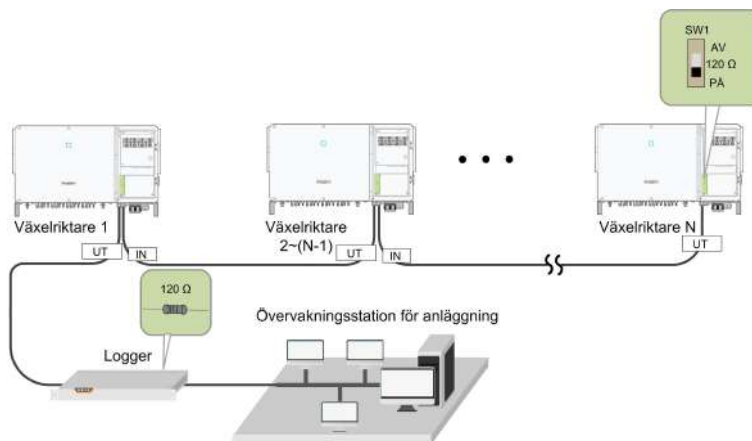 SW1
AV
120 Ω
PÅ
Växelriktare 1
Växelriktare
2~(N-1)
Växelriktare N
UT
IN
UT
IN
UT
120 Ω
Övervakningsstation för anläggning
Logger